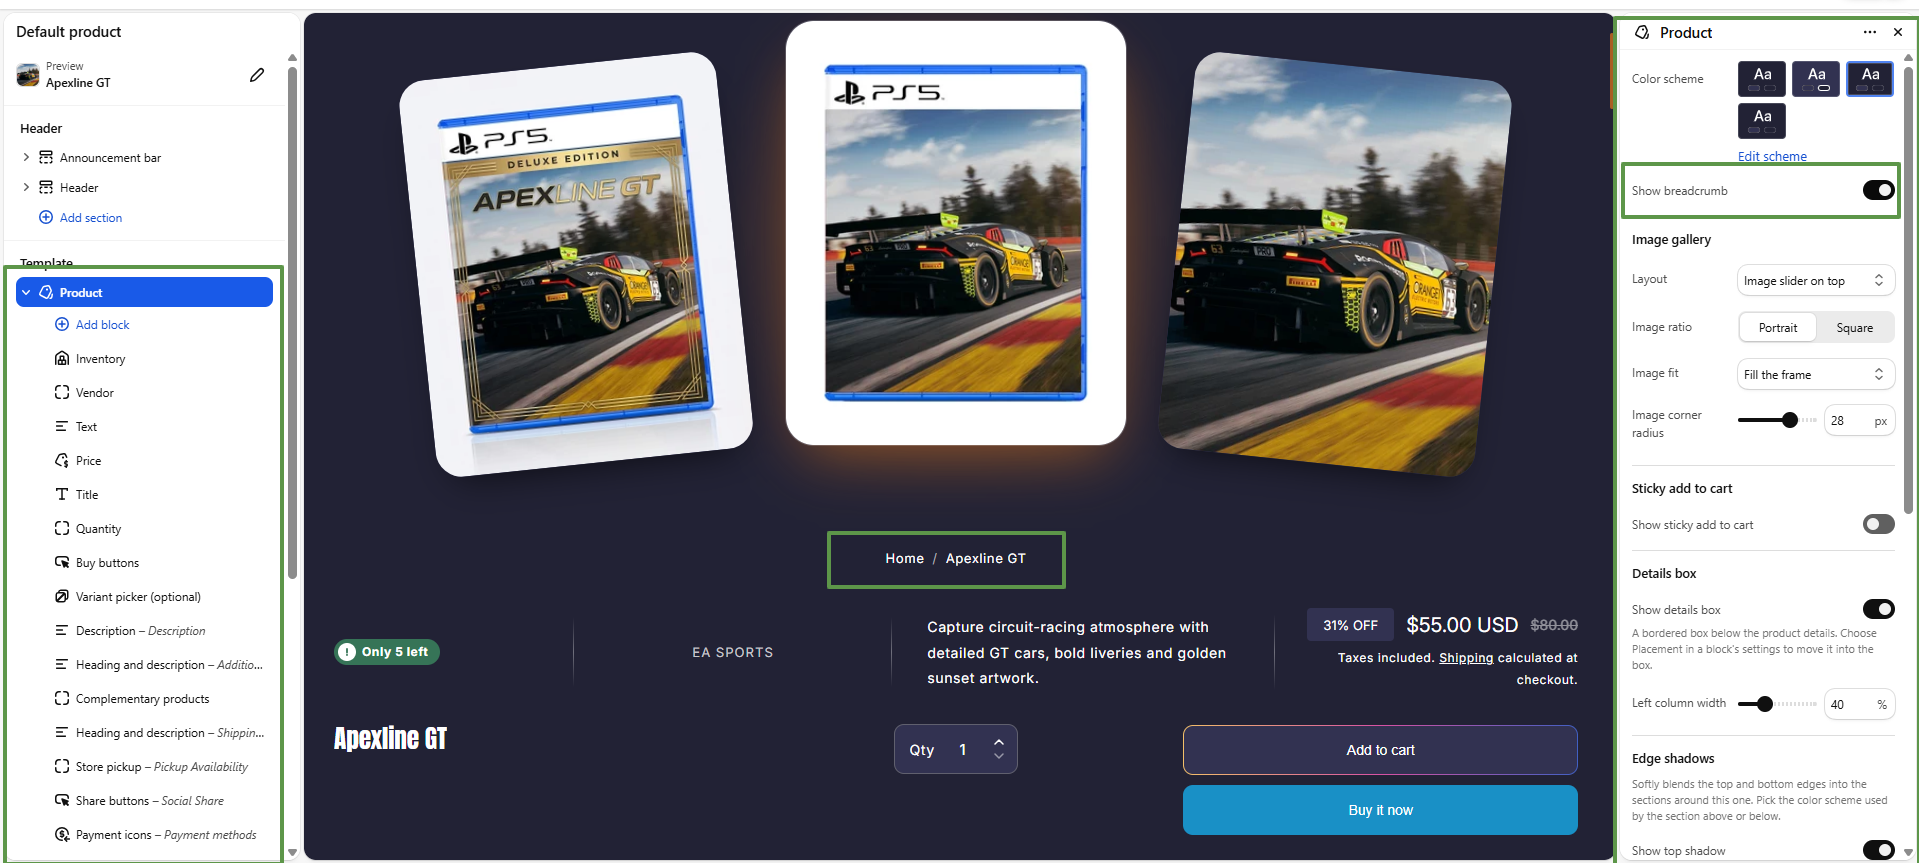 Default product
Preview
Apexline GT
Header
Announcement bar
Header
Add section
Template
Product
Add block
Inventory
Vendor
Text
Price
Title
Quantity
Buy buttons
Variant picker (optional)
Description – Description
Heading and description – Additio...
Complementary products
Heading and description – Shippin...
Store pickup – Pickup Availability
Share buttons – Social Share
Payment icons – Payment methods
PS5
DELUXE EDITION
APEXLINE GT
PS5
Home / Apexline GT
Only 5 left
EA SPORTS
Capture circuit-racing atmosphere with
detailed GT cars, bold liveries and golden
sunset artwork.
31% OFF $55.00 USD $80.00
Taxes included. Shipping calculated at
checkout.
Apexline GT
Qty 1
Add to cart
Buy it now
Product
Color scheme
Aa Aa Aa
Aa
Edit scheme
Show breadcrumb
Image gallery
Layout Image slider on top
Image ratio Portrait Square
Image fit Fill the frame
Image corner
radius
28 px
Sticky add to cart
Show sticky add to cart
Details box
Show details box
A bordered box below the product details. Choose
Placement in a block's settings to move it into the
box.
Left column width 40 %
Edge shadows
Softly blends the top and bottom edges into the
sections around this one. Pick the color scheme used
by the section above or below.
Show top shadow